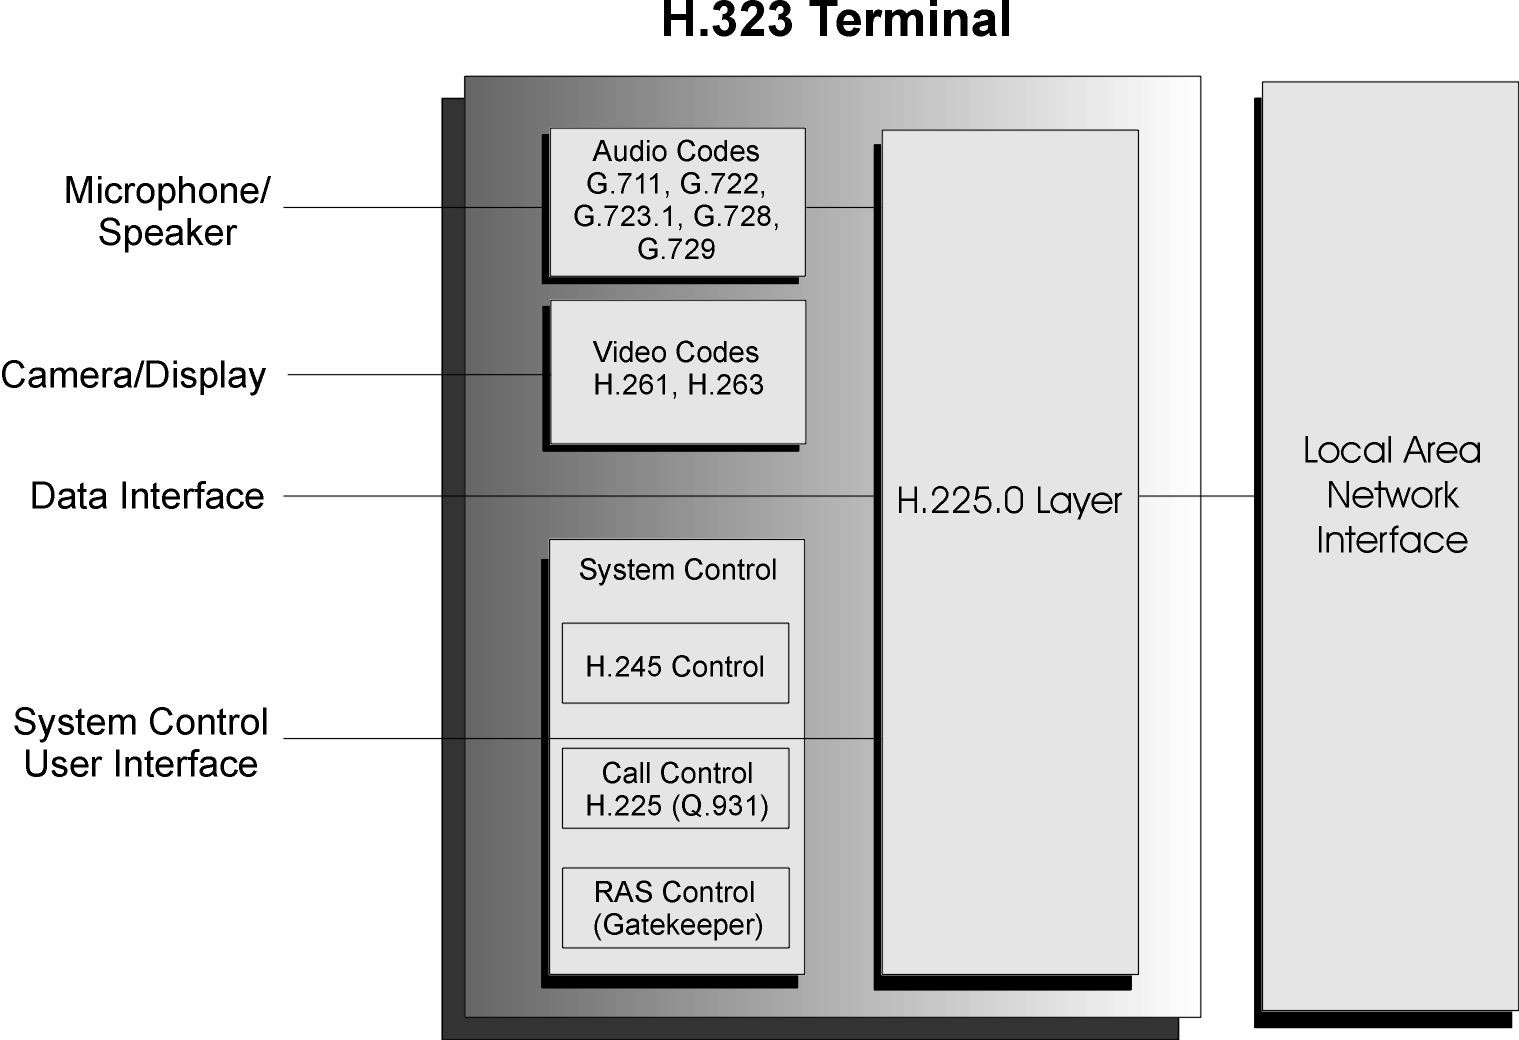 H.323 Terminal
Microphone/
Speaker
Audio Codes
G.711, G.722,
G.723.1, G.728,
G.729
Camera/Display
Video Codes
H.261, H.263
Data Interface
System Control
H.245 Control
System Control
User Interface
Call Control
H.225 (Q.931)
RAS Control
(Gatekeeper)
H.225.0 Layer
Local Area
Network
Interface